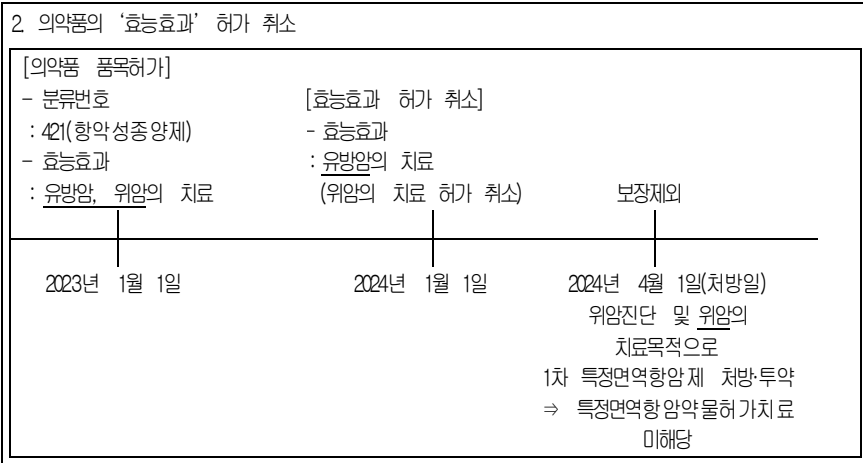 2. 의약품의 ‘효능효과’ 허가 취소
[의약품 품목허가]
- 분류번호
: 421(항악성종양제)
- 효능효과
: 유방암, 위암의 치료
[효능효과 허가 취소]
- 효능효과
: 유방암의 치료
(위암의 치료 허가 취소)
보장제외
2023년 1월 1일
2024년 1월 1일
2024년 4월 1일(처방일)
위암진단 및 위암의
치료목적으로
1차 특정면역항암제 처방·투약
⇒ 특정면역항암약물허가치료
미해당